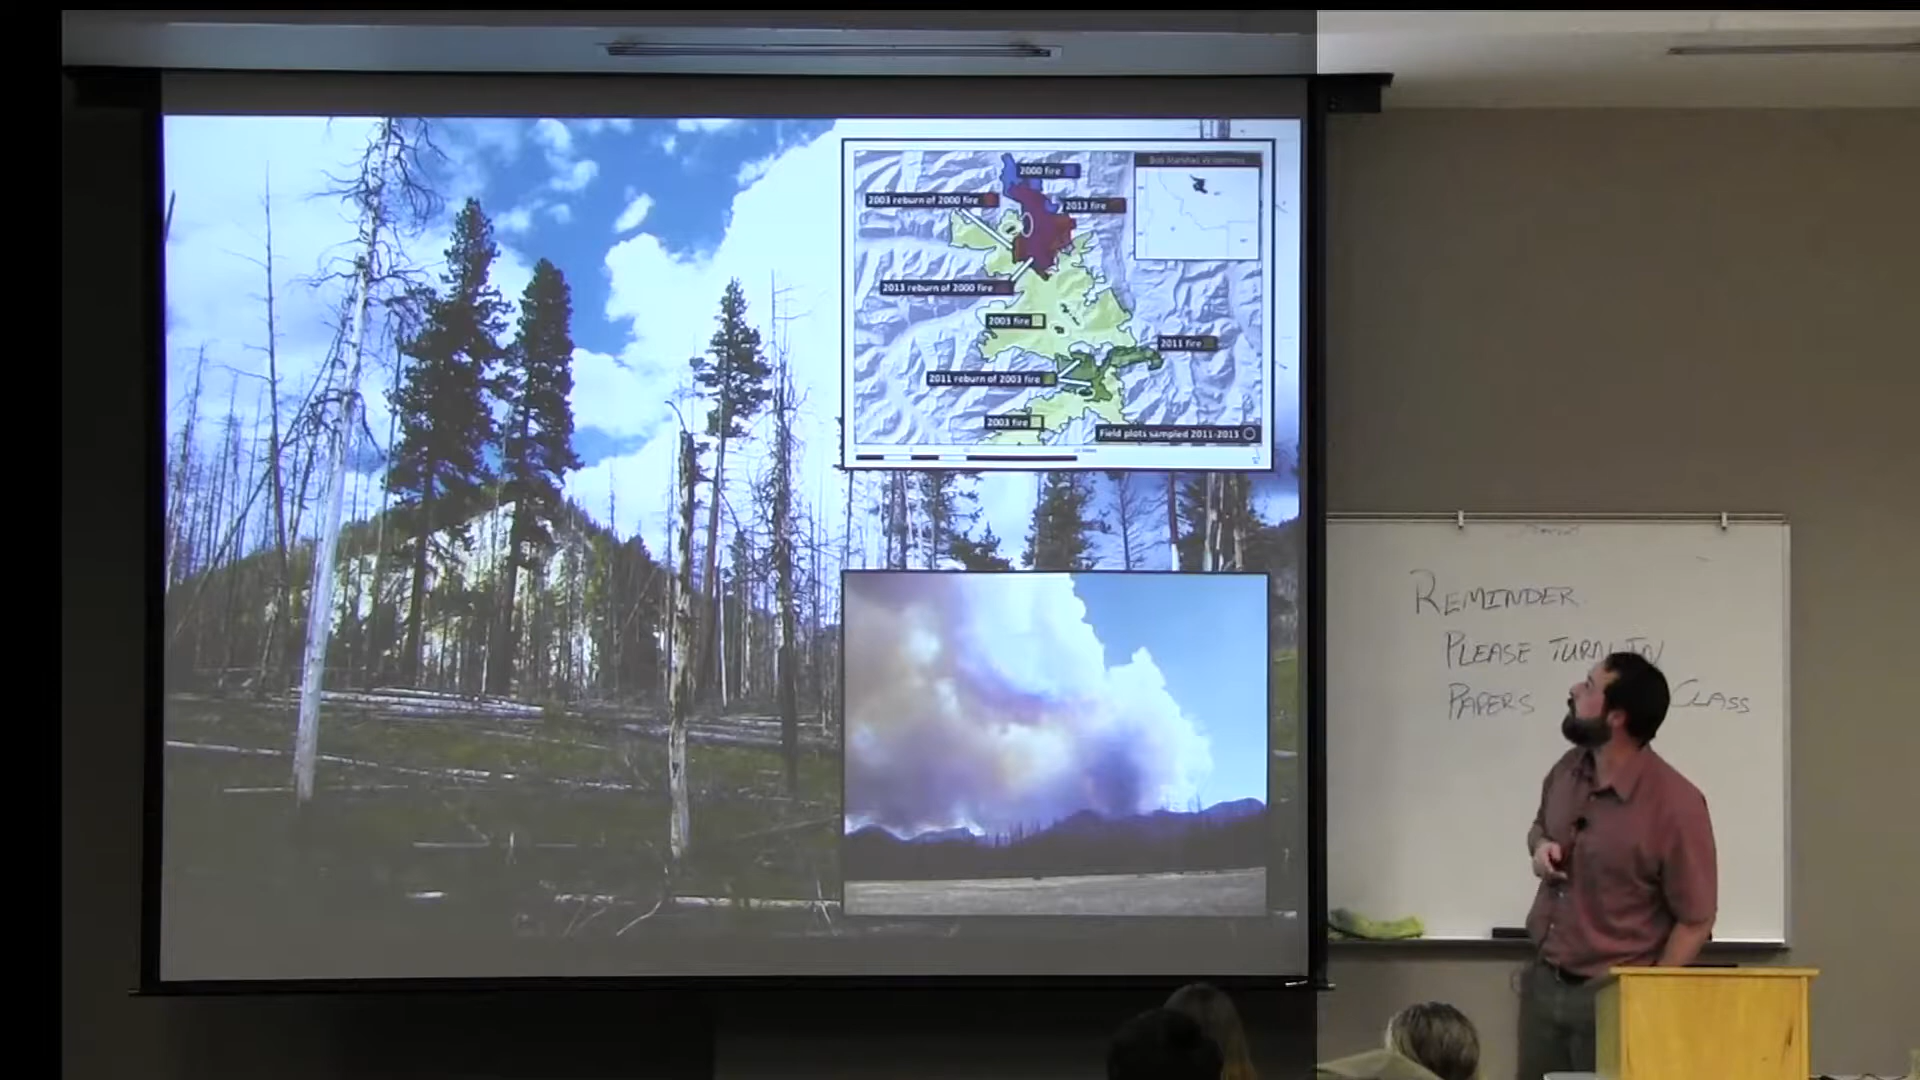 Bob Marshall Wilderness
2000 fire
2003 reburn of 2000 fire
2013 fire
2013 reburn of 2000 fire
2003 fire
2011 fire
2011 reburn of 2003 fire
2003 fire
Field plots sampled 2011-2013
REMINDER
PLEASE TURN IN
PAPERS CLASS